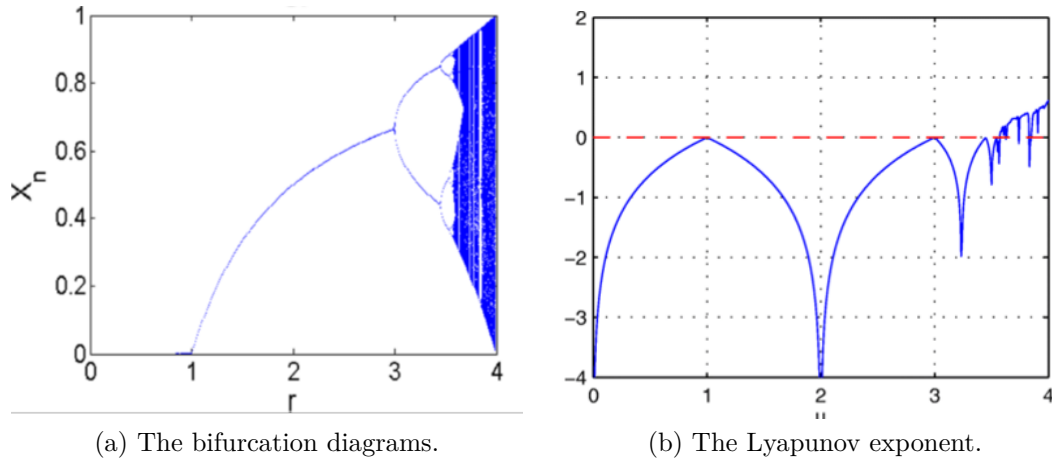 1
0.8
0.6
0.4
0.2
0
X_n
0 1 2 3 4
r
2
1
0
-1
-2
-3
-4
0 1 2 3 4
(a) The bifurcation diagrams.
(b) The Lyapunov exponent.